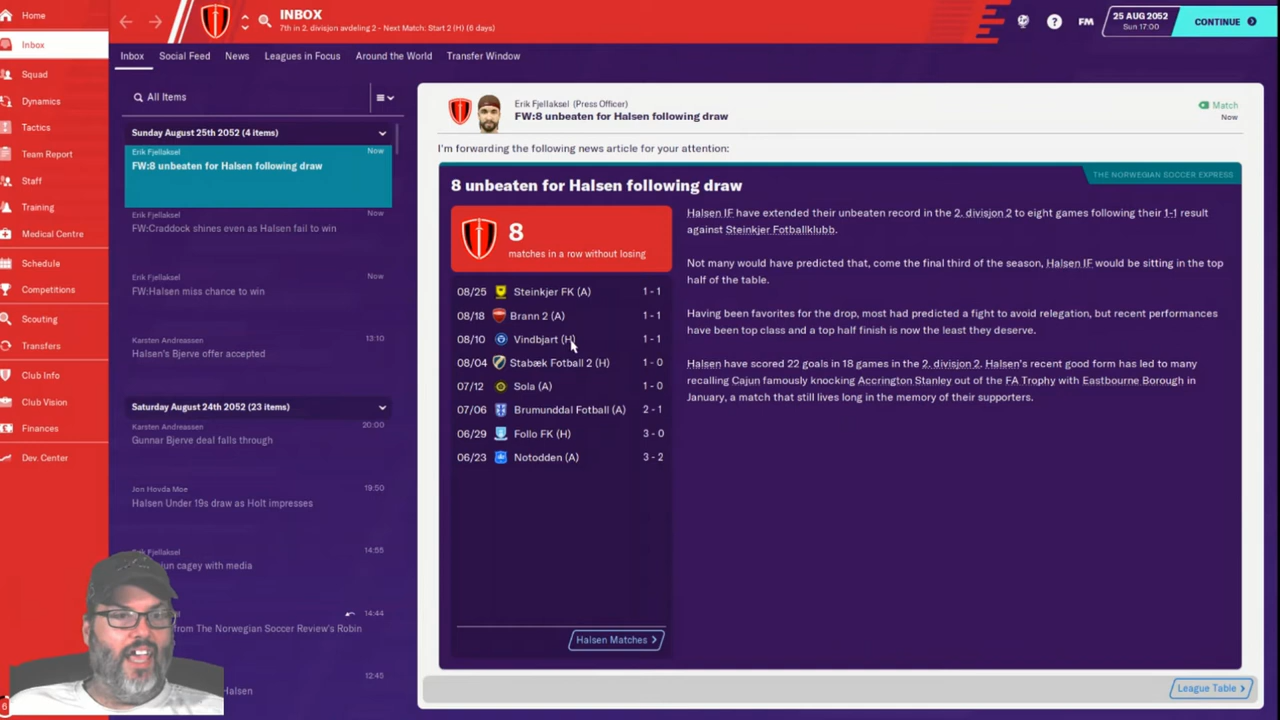 Home
INBOX
7th in 2. divisjon avdeling 2 - Next Match: Start 2 (H) (6 days)
FM
25 AUG 2052
Sun 17:00
CONTINUE
Inbox
Squad
Dynamics
Tactics
Team Report
Staff
Training
Medical Centre
Schedule
Competitions
Scouting
Transfers
Club Info
Club Vision
Finances
Dev. Center
Inbox
Social Feed
News
Leagues in Focus
Around the World
Transfer Window
All Items
Sunday August 25th 2052 (4 items)
Erik Fjellaksel
Now
FW:8 unbeaten for Halsen following draw
Erik Fjellaksel
Now
FW:Craddock shines even as Halsen fail to win
Erik Fjellaksel
Now
FW:Halsen miss chance to win
Karsten Andreassen
13:10
Halsen's Bjerve offer accepted
Saturday August 24th 2052 (23 items)
Karsten Andreassen
20:00
Gunnar Bjerve deal falls through
Jon Hovda Moe
19:50
Halsen Under 19s draw as Holt impresses
Erik Fjellaksel
14:55
cagey with media
14:44
from The Norwegian Soccer Review's Robin
12:45
Halsen
Erik Fjellaksel (Press Officer)
FW:8 unbeaten for Halsen following draw
Match
Now
I'm forwarding the following news article for your attention:
THE NORWEGIAN SOCCER EXPRESS
8 unbeaten for Halsen following draw
8
matches in a row without losing
08/25 Steinkjer FK (A) 1 - 1
08/18 Brann 2 (A) 1 - 1
08/10 Vindbjart (H) 1 - 1
08/04 Stabæk Fotball 2 (H) 1 - 0
07/12 Sola (A) 1 - 0
07/06 Brumunddal Fotball (A) 2 - 1
06/29 Follo FK (H) 3 - 0
06/23 Notodden (A) 3 - 2
Halsen Matches
Halsen IF have extended their unbeaten record in the 2. divisjon 2 to eight games following their 1-1 result
against Steinkjer Fotballklubb.
Not many would have predicted that, come the final third of the season, Halsen IF would be sitting in the top
half of the table.
Having been favorites for the drop, most had predicted a fight to avoid relegation, but recent performances
have been top class and a top half finish is now the least they deserve.
Halsen have scored 22 goals in 18 games in the 2. divisjon 2. Halsen's recent good form has led to many
recalling Cajun famously knocking Accrington Stanley out of the FA Trophy with Eastbourne Borough in
January, a match that still lives long in the memory of their supporters.
League Table
6